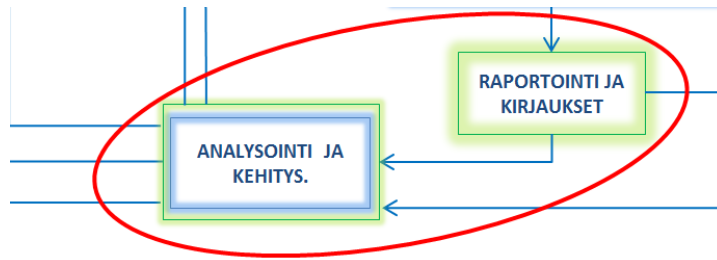 RAPORTOINTI JA
KIRJAUKSET
ANALYSOINTI JA
KEHITYS.